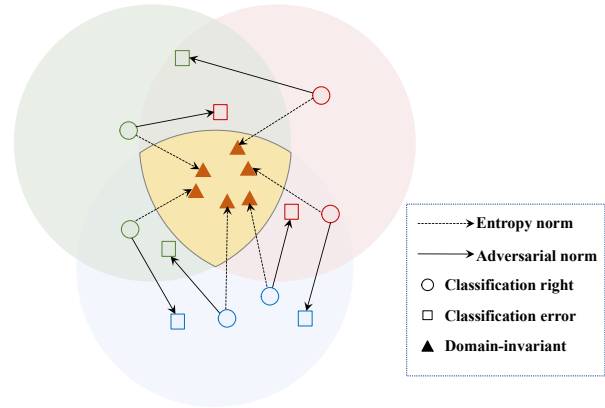 Entropy norm
Adversarial norm
Classification right
Classification error
Domain-invariant